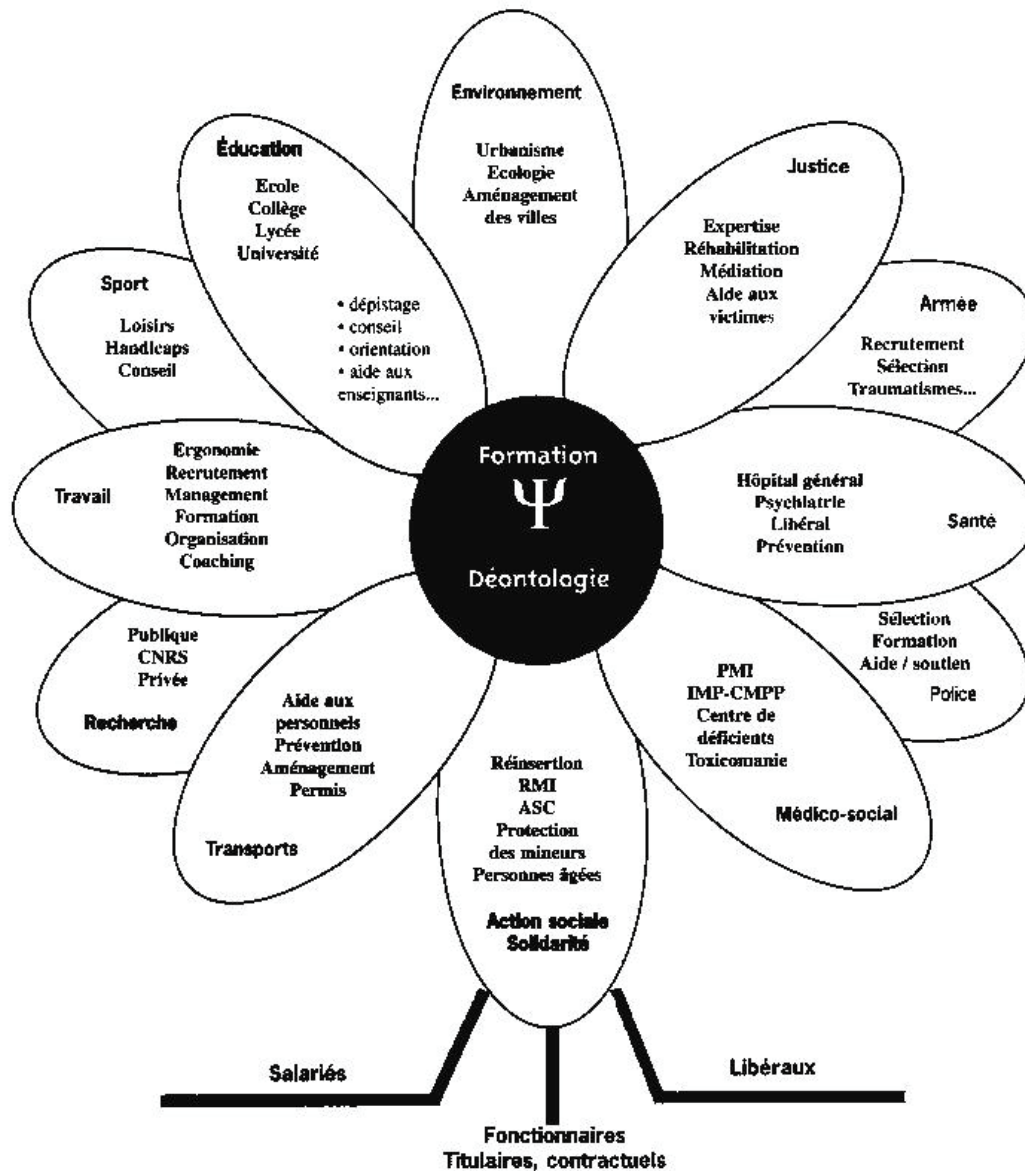 Environnement
Urbanisme
Ecologie
Aménagement
des villes
Éducation
Ecole
Collège
Lycée
Université
• dépistage
• conseil
• orientation
• aide aux
enseignants...
Justice
Expertise
Réhabilitation
Médiation
Aide aux
victimes
Sport
Loisirs
Handicaps
Conseil
Armée
Recrutement
Sélection
Traumatismes...
Travail
Ergonomie
Recrutement
Management
Formation
Organisation
Coaching
Formation
Ψ
Déontologie
Hôpital général
Psychiatrie
Libéral
Prévention
Santé
Publique
CNRS
Privée
Recherche
Aide aux
personnels
Prévention
Aménagement
Permis
Transports
Réinsertion
RMI
ASC
Protection
des mineurs
Personnes âgées
Action sociale
Solidarité
PMI
IMP-CMPP
Centre de
déficients
Toxicomanie
Médico-social
Sélection
Formation
Aide / soutien
Police
Salariés
Libéraux
Fonctionnaires
Titulaires, contractuels